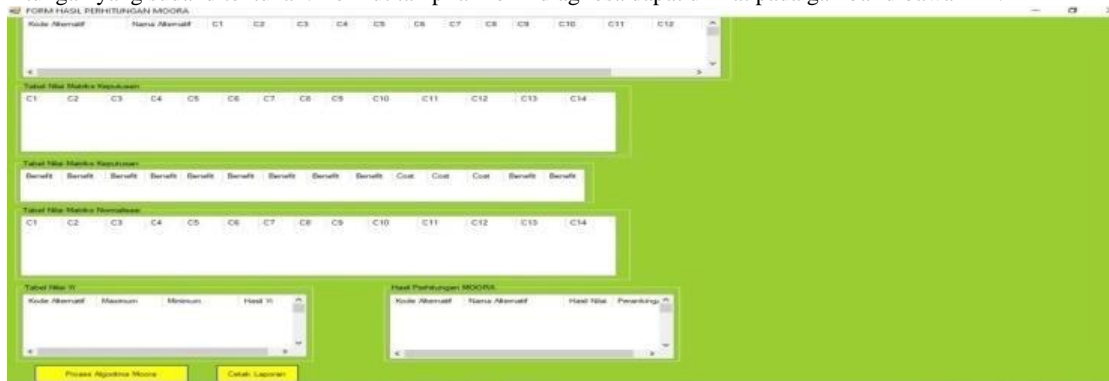 FORM HASIL PERHITUNGAN MOORA
Kode Alternatif Nama Alternatif C1 C2 C3 C4 C5 C6 C7 C8 C9 C10 C11 C12
Tabel Nilai Matriks Keputusan
C1 C2 C3 C4 C5 C6 C7 C8 C9 C10 C11 C12 C13 C14
Tabel Nilai Matriks Keputusan
Benefit Benefit Benefit Benefit Benefit Benefit Benefit Benefit Benefit Cost Cost Cost Benefit Benefit
Tabel Nilai Matriks Normalisasi
C1 C2 C3 C4 C5 C6 C7 C8 C9 C10 C11 C12 C13 C14
Tabel Nilai Yi
Kode Alternatif Maximum Minimum Hasil Yi
Hasil Perhitungan MOORA
Kode Alternatif Nama Alternatif Hasil Nilai
Proses Algoritma Moora
Cetak Laporan